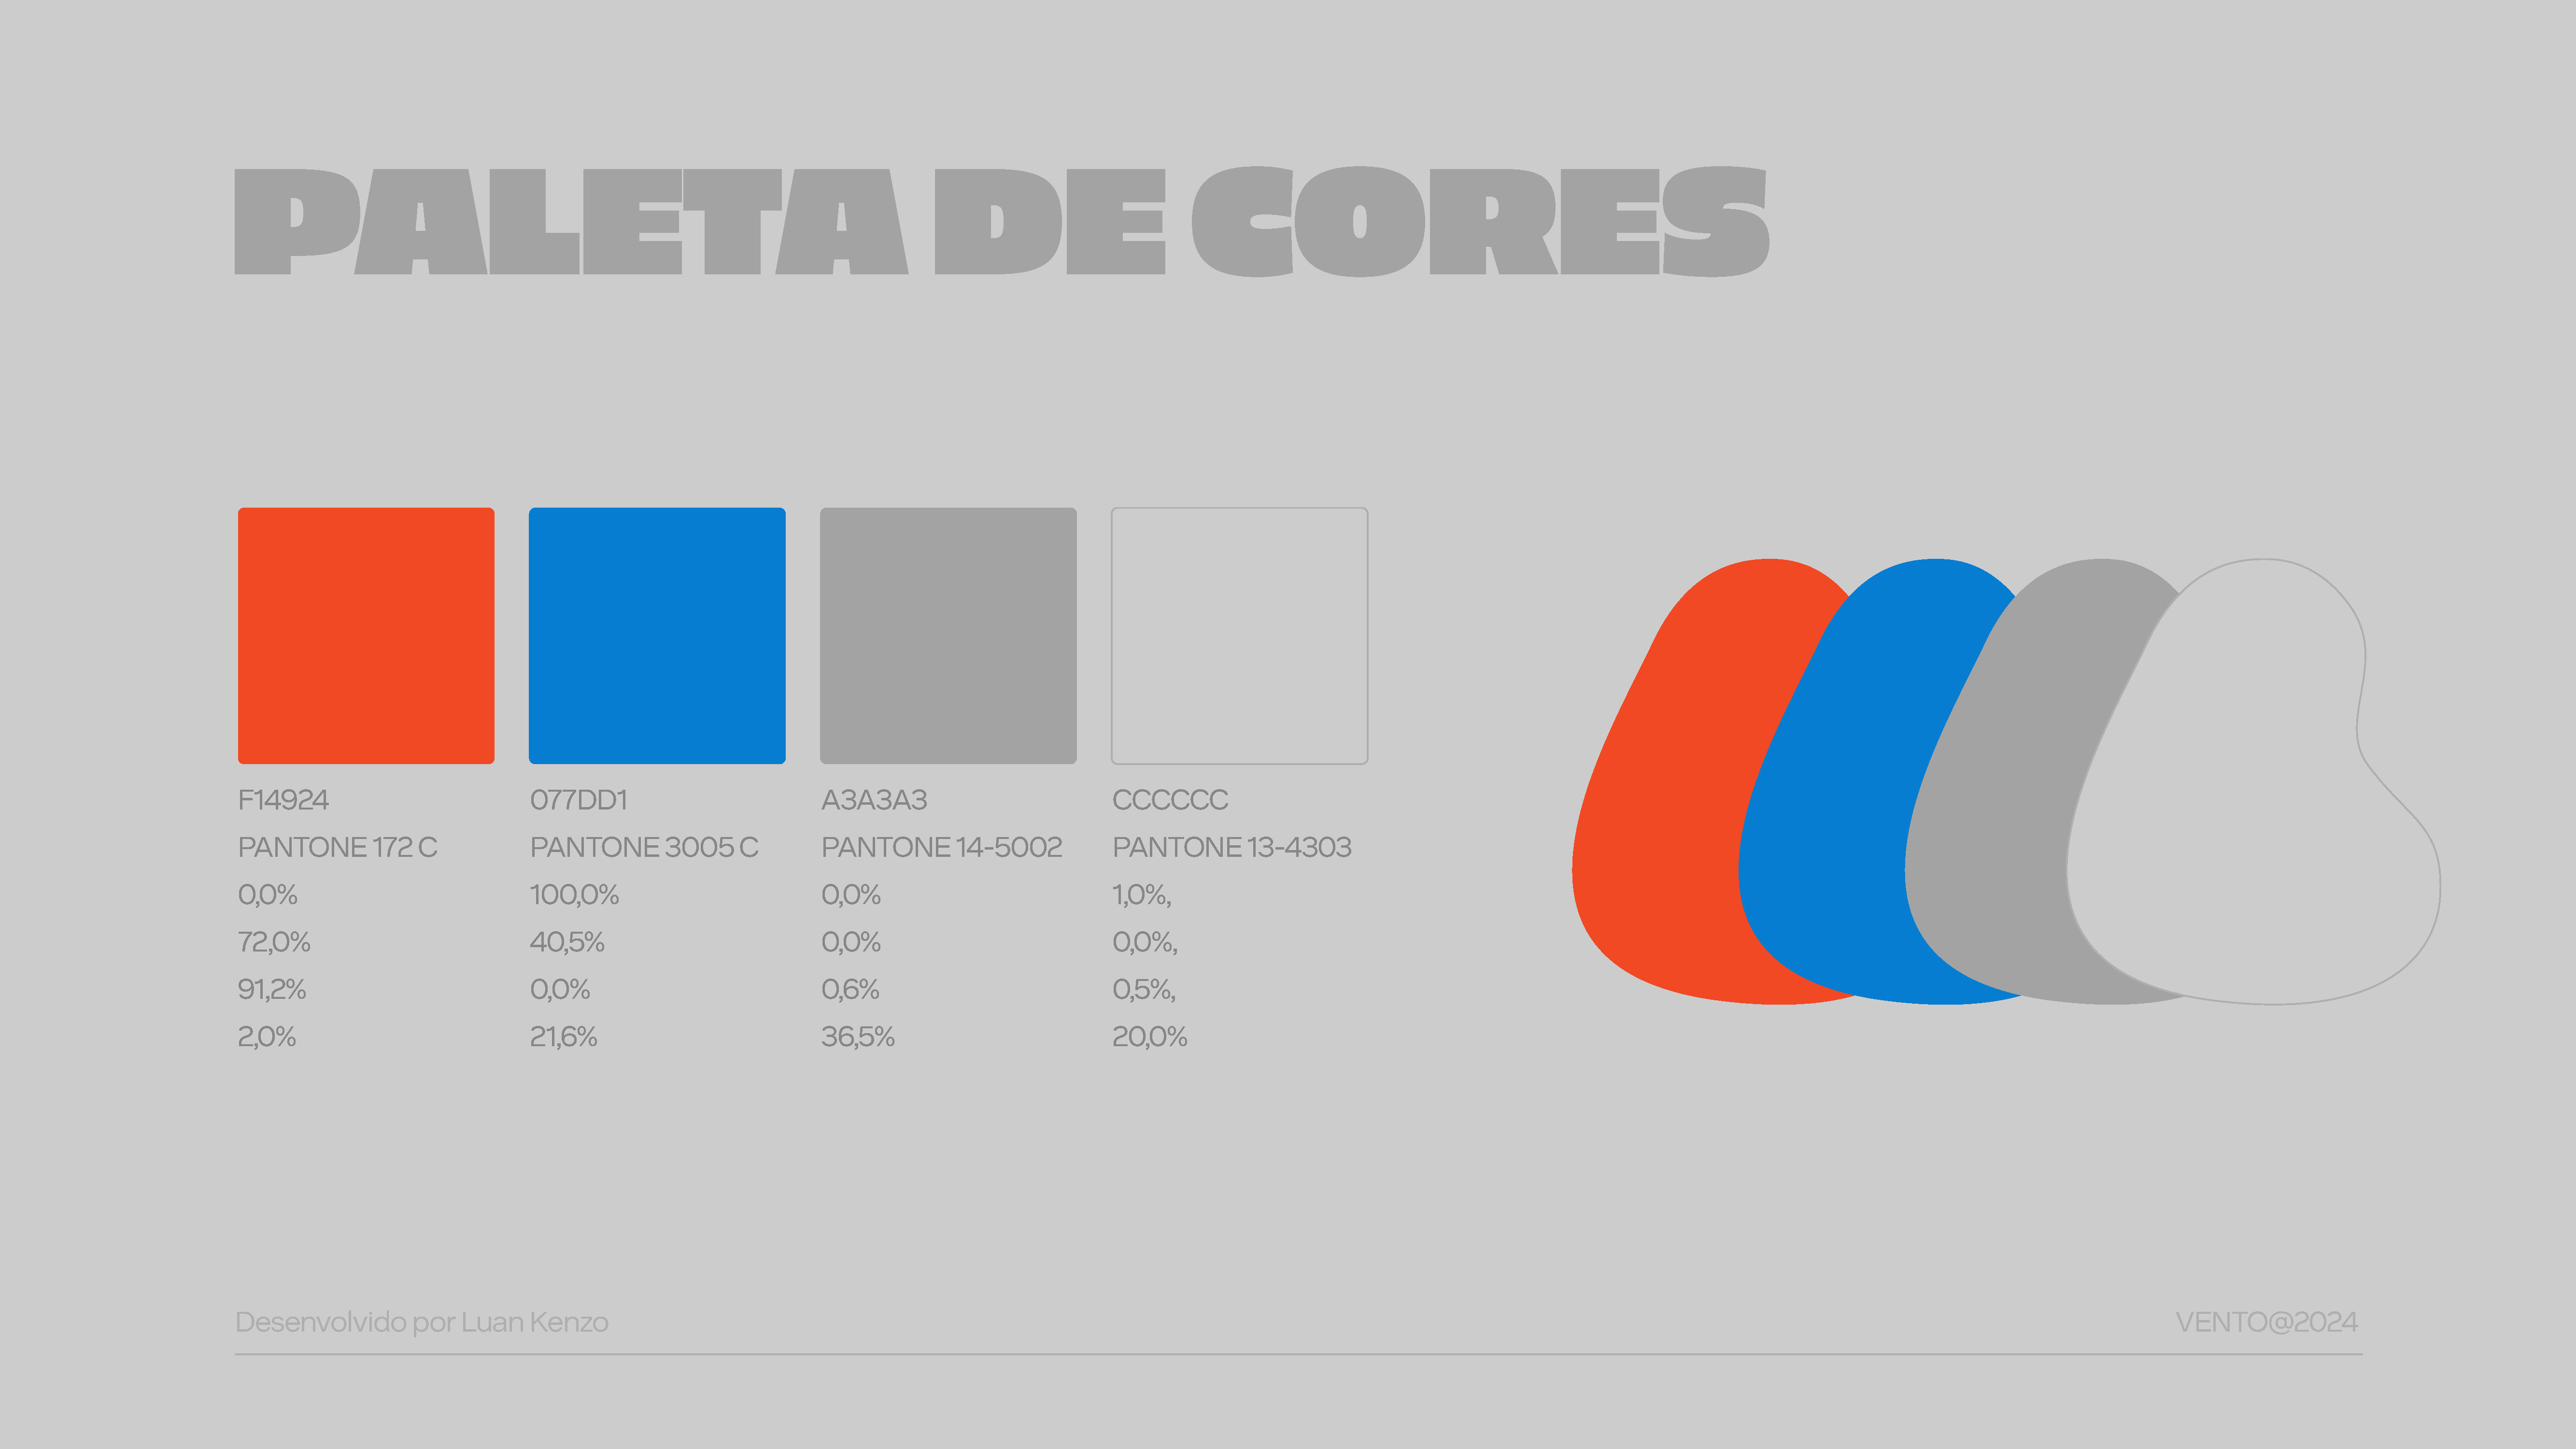 PALETA DE CORES
F14924
PANTONE 172 C
0,0%
72,0%
91,2%
2,0%
077DD1
PANTONE 3005 C
100,0%
40,5%
0,0%
21,6%
A3A3A3
PANTONE 14-5002
0,0%
0,0%
0,6%
36,5%
CCCCCC
PANTONE 13-4303
1,0%,
0,0%,
0,5%,
20,0%
Desenvolvido por Luan Kenzo
VENTO@2024